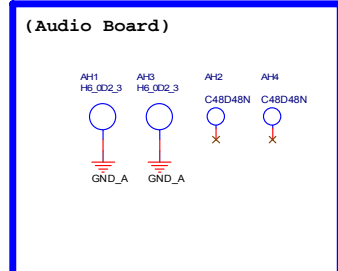 (Audio Board)
AH1 AH3 AH2 AH4
H6_0D2_3 H6_0D2_3
C48D48N C48D48N
GND_A GND_A